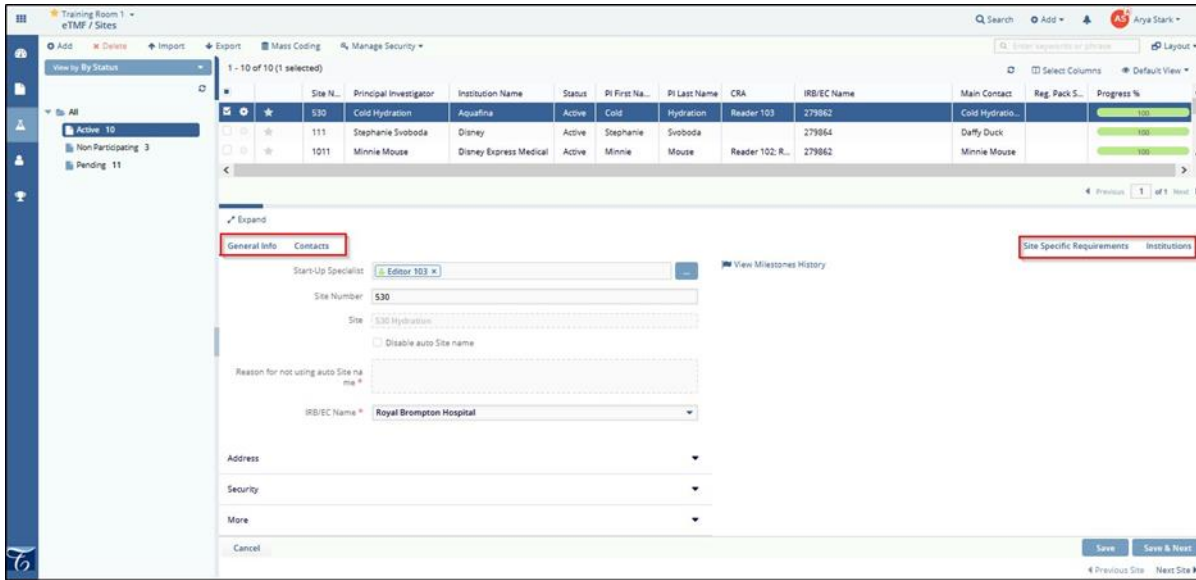 Training Room 1
eTMF / Sites
Search Add AS Arya Stark
Add Delete Import Export Mass Coding Manage Security Enter keywords or phrase Layout
View by By Status
1 - 10 of 10 (1 selected)
Select Columns Default View
All
Active 10
Non Participating 3
Pending 11
Site N... Principal Investigator Institution Name Status PI First Na... PI Last Name CRA IRB/EC Name Main Contact Reg. Pack S... Progress %
530 Cold Hydration Aquafina Active Cold Hydration Reader 103 279862 Cold Hydratio... 100
111 Stephanie Svoboda Disney Active Stephanie Svoboda 279864 Daffy Duck 100
1011 Minnie Mouse Disney Express Medical Active Minnie Mouse Reader 102; R... 279862 Minnie Mouse 100
Previous 1 of 1 Next
Expand
General Info Contacts
Site Specific Requirements Institutions
Start-Up Specialist Editor 103 × ...
View Milestones History
Site Number 530
Site 530 Hydration
Disable auto Site name
Reason for not using auto Site na
me *
IRB/EC Name * Royal Brompton Hospital
Address
Security
More
Cancel Save Save & Next
Previous Site Next Site